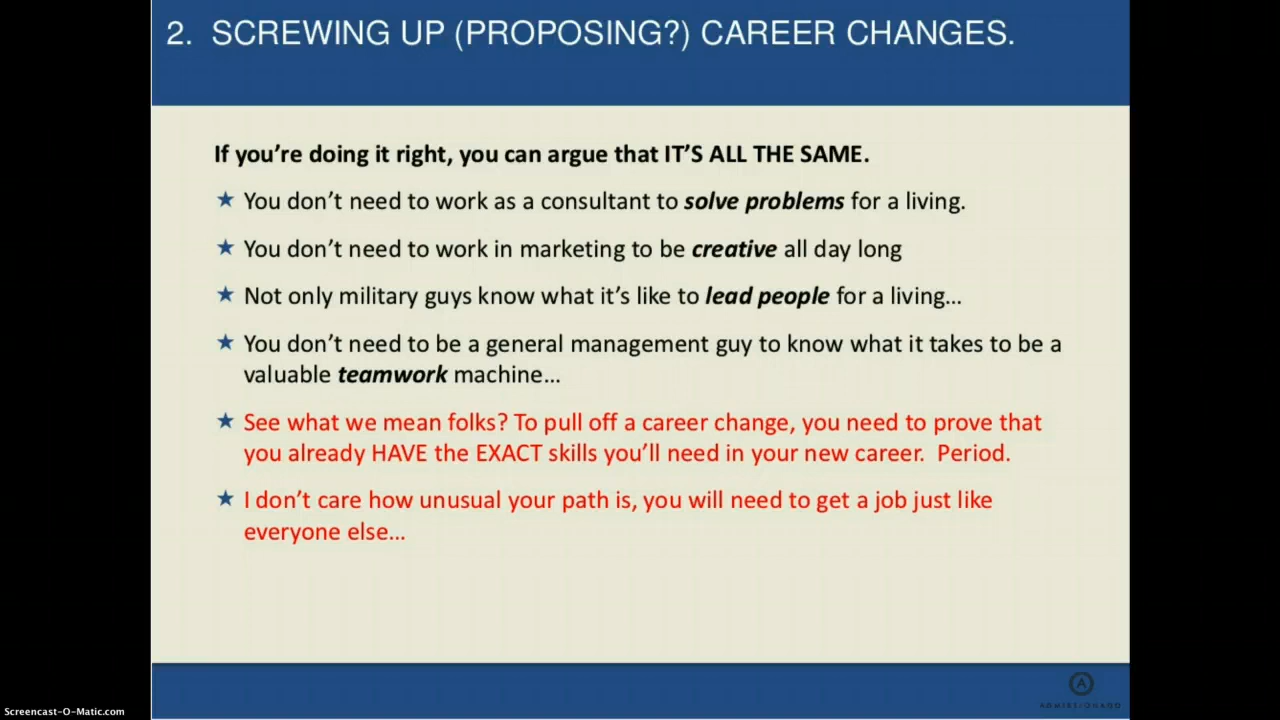 2. SCREWING UP (PROPOSING?) CAREER CHANGES.
If you’re doing it right, you can argue that IT’S ALL THE SAME.
★ You don’t need to work as a consultant to solve problems for a living.
★ You don’t need to work in marketing to be creative all day long
★ Not only military guys know what it’s like to lead people for a living…
★ You don’t need to be a general management guy to know what it takes to be a
valuable teamwork machine…
★ See what we mean folks? To pull off a career change, you need to prove that
you already HAVE the EXACT skills you’ll need in your new career.  Period.
★ I don’t care how unusual your path is, you will need to get a job just like
everyone else…
A
Screencast-O-Matic.com